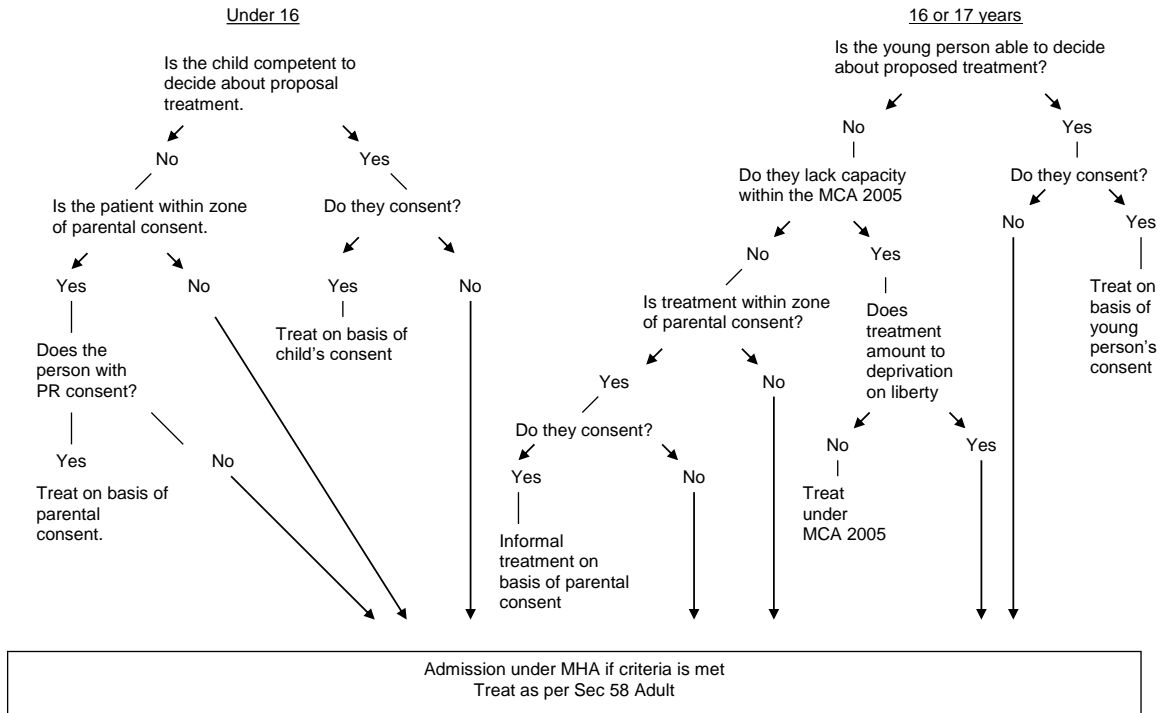 Under 16
Is the child competent to
decide about proposal
treatment.
No
Yes
Is the patient within zone
of parental consent.
Do they consent?
Yes
No
Yes
No
Does the
person with
PR consent?
Treat on basis of
child's consent
Yes
No
Treat on basis of
parental
consent.
16 or 17 years
Is the young person able to decide
about proposed treatment?
No
Yes
Do they lack capacity
within the MCA 2005
Do they consent?
No
Yes
No
Yes
Is treatment within zone
of parental consent?
Does
treatment
amount to
deprivation
on liberty
Treat on
basis of
young
person's
consent
Yes
No
Do they consent?
No
Yes
Yes
No
Treat
under
MCA 2005
Informal
treatment on
basis of parental
consent
Admission under MHA if criteria is met
Treat as per Sec 58 Adult